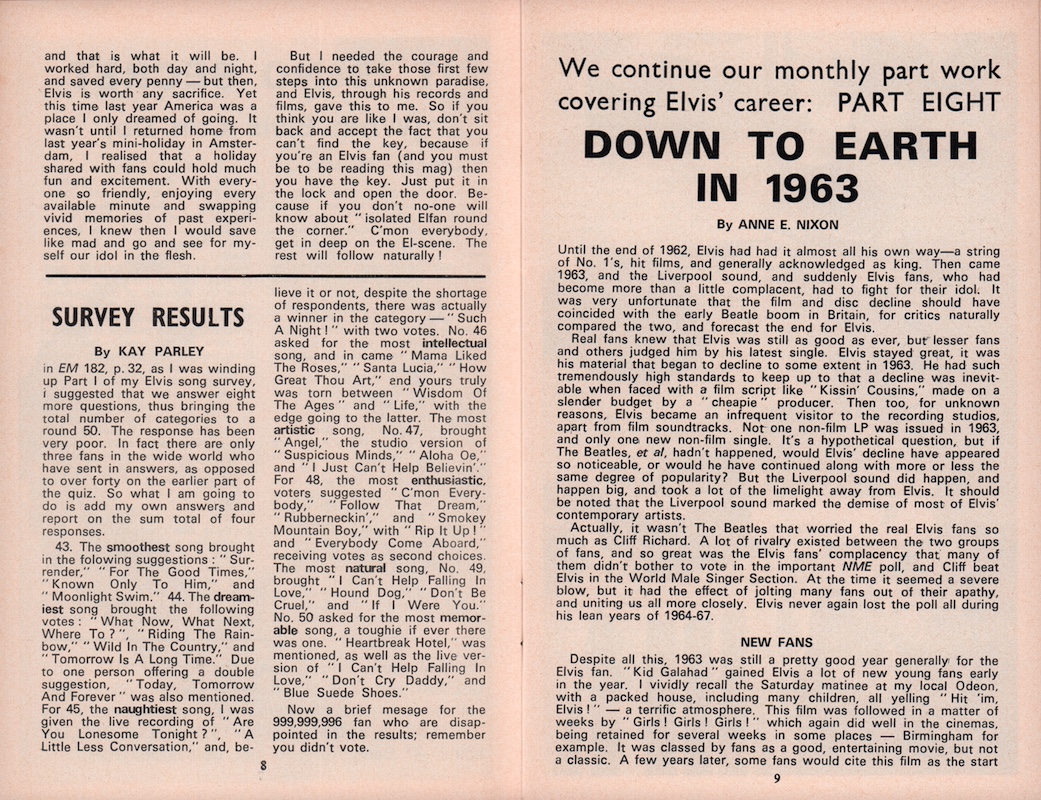 and that is what it will be. I
worked hard, both day and night,
and saved every penny — but then,
Elvis is worth any sacrifice. Yet
this time last year America was a
place I only dreamed of going. It
wasn't until I returned home from
last year's mini-holiday in Amster-
dam, I realised that a holiday
shared with fans could hold much
fun and excitement. With every-
one so friendly, enjoying every
available minute and swapping
vivid memories of past experi-
ences, I knew then I would save
like mad and go and see for my-
self our idol in the flesh.
But I needed the courage and
confidence to take those first few
steps into this unknown paradise,
and Elvis, through his records and
films, gave this to me. So if you
think you are like I was, don't sit
back and accept the fact that you
can't find the key, because if
you're an Elvis fan (and you must
be to be reading this mag) then
you have the key. Just put it in
the lock and open the door. Be-
cause if you don't no-one will
know about "isolated Elfan round
the corner." C'mon everybody,
get in deep on the El-scene. The
rest will follow naturally!
SURVEY RESULTS
By KAY PARLEY
in EM 182, p.32, as I was winding
up Part I of my Elvis song survey,
i suggested that we answer eight
more questions, thus bringing the
total number of categories to a
round 50. The response has been
very poor. In fact there are only
three fans in the wide world who
have sent in answers, as opposed
to over forty on the earlier part of
the quiz. So what I am going to
do is add my own answers and
report on the sum total of four
responses.
43. The smoothest song brought
in the folowing suggestions: "Sur-
render," "For The Good Times,"
"Known Only To Him," and
"Moonlight Swim." 44. The dream-
iest song brought the following
votes: "What Now, What Next,
Where To?", "Riding The Rain-
bow," "Wild In The Country," and
"Tomorrow Is A Long Time." Due
to one person offering a double
suggestion, "Today, Tomorrow
And Forever" was also mentioned.
For 45, the naughtiest song, I was
given the live recording of "Are
You Lonesome Tonight?", "A
Little Less Conversation," and, be-
lieve it or not, despite the shortage
of respondents, there was actually
a winner in the category — "Such
A Night!" with two votes. No. 46
asked for the most intellectual
song, and in came "Mama Liked
The Roses," "Santa Lucia," "How
Great Thou Art," and yours truly
was torn between "Wisdom Of
The Ages" and "Life," with the
edge going to the latter. The most
artistic song, No. 47, brought
"Angel," the studio version of
"Suspicious Minds," "Aloha Oe,"
and "I Just Can't Help Believin'."
For 48, the most enthusiastic,
voters suggested "C'mon Every-
body," "Follow That Dream,"
"Rubberneckin'," and "Smokey
Mountain Boy," with "Rip It Up!"
and "Everybody Come Aboard,"
receiving votes as second choices.
The most natural song, No. 49,
brought "I Can't Help Falling In
Love," "Hound Dog," "Don't Be
Cruel," and "If I Were You."
No. 50 asked for the most memor-
able song, a toughie if ever there
was one. "Heartbreak Hotel," was
mentioned, as well as the live ver-
sion of "I Can't Help Falling In
Love," "Don't Cry Daddy," and
"Blue Suede Shoes."
Now a brief mesage for the
999,999,996 fan who are disap-
pointed in the results; remember
you didn't vote.
8
We continue our monthly part work
covering Elvis' career: PART EIGHT
DOWN TO EARTH
IN 1963
By ANNE E. NIXON
Until the end of 1962, Elvis had had it almost all his own way—a string
of No. 1's, hit films, and generally acknowledged as king. Then came
1963, and the Liverpool sound, and suddenly Elvis fans, who had
become more than a little complacent, had to fight for their idol. It
was very unfortunate that the film and disc decline should have
coincided with the early Beatle boom in Britain, for critics naturally
compared the two, and forecast the end for Elvis.
Real fans knew that Elvis was still as good as ever, but lesser fans
and others judged him by his latest single. Elvis stayed great, it was
his material that began to decline to some extent in 1963. He had such
tremendously high standards to keep up to that a decline was inevit-
able when faced with a film script like "Kissin' Cousins," made on a
slender budget by a "cheapie" producer. Then too, for unknown
reasons, Elvis became an infrequent visitor to the recording studios,
apart from film soundtracks. Not one non-film LP was issued in 1963,
and only one new non-film single. It's a hypothetical question, but if
The Beatles, et al, hadn't happened, would Elvis' decline have appeared
so noticeable, or would he have continued along with more or less the
same degree of popularity? But the Liverpool sound did happen, and
happen big, and took a lot of the limelight away from Elvis. It should
be noted that the Liverpool sound marked the demise of most of Elvis'
contemporary artists.
Actually, it wasn't The Beatles that worried the real Elvis fans so
much as Cliff Richard. A lot of rivalry existed between the two groups
of fans, and so great was the Elvis fans' complacency that many of
them didn't bother to vote in the important NME poll, and Cliff beat
Elvis in the World Male Singer Section. At the time it seemed a severe
blow, but it had the effect of jolting many fans out of their apathy,
and uniting us all more closely. Elvis never again lost the poll all during
his lean years of 1964-67.
NEW FANS
Despite all this, 1963 was still a pretty good year generally for the
Elvis fan. "Kid Galahad" gained Elvis a lot of new young fans early
in the year. I vividly recall the Saturday matinee at my local Odeon,
with a packed house, including many children, all yelling "Hit 'im,
Elvis!" — a terrific atmosphere. This film was followed in a matter of
weeks by "Girls! Girls! Girls!" which again did well in the cinemas,
being retained for several weeks in some places — Birmingham for
example. It was classed by fans as a good, entertaining movie, but not
a classic. A few years later, some fans would cite this film as the start
9